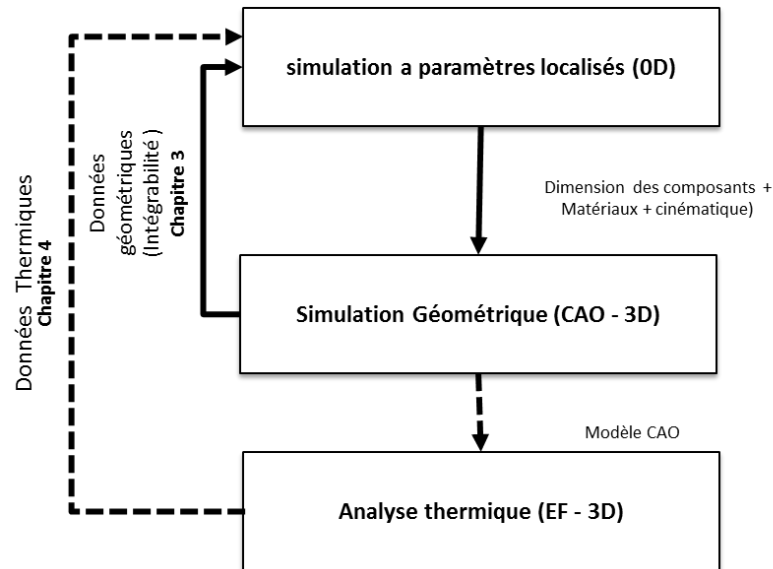 simulation a paramètres localisés (0D)
Dimension des composants +
Matériaux + cinématique)
Simulation Géométrique (CAO - 3D)
Modèle CAO
Analyse thermique (EF - 3D)
Données
géométriques
(Intégrabilité )
Chapitre 3
Données Thermiques
Chapitre 4